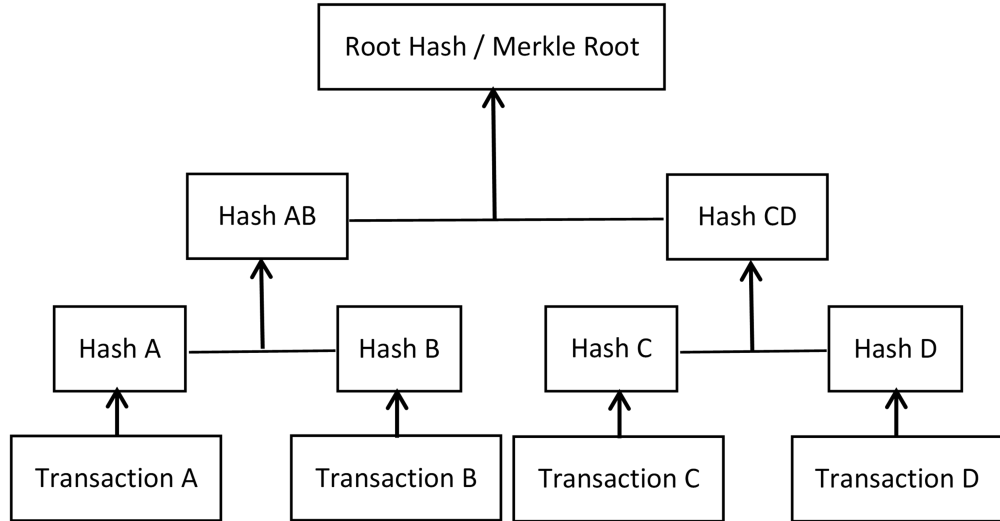 Root Hash / Merkle Root
Hash AB
Hash CD
Hash A
Hash B
Hash C
Hash D
Transaction A
Transaction B
Transaction C
Transaction D